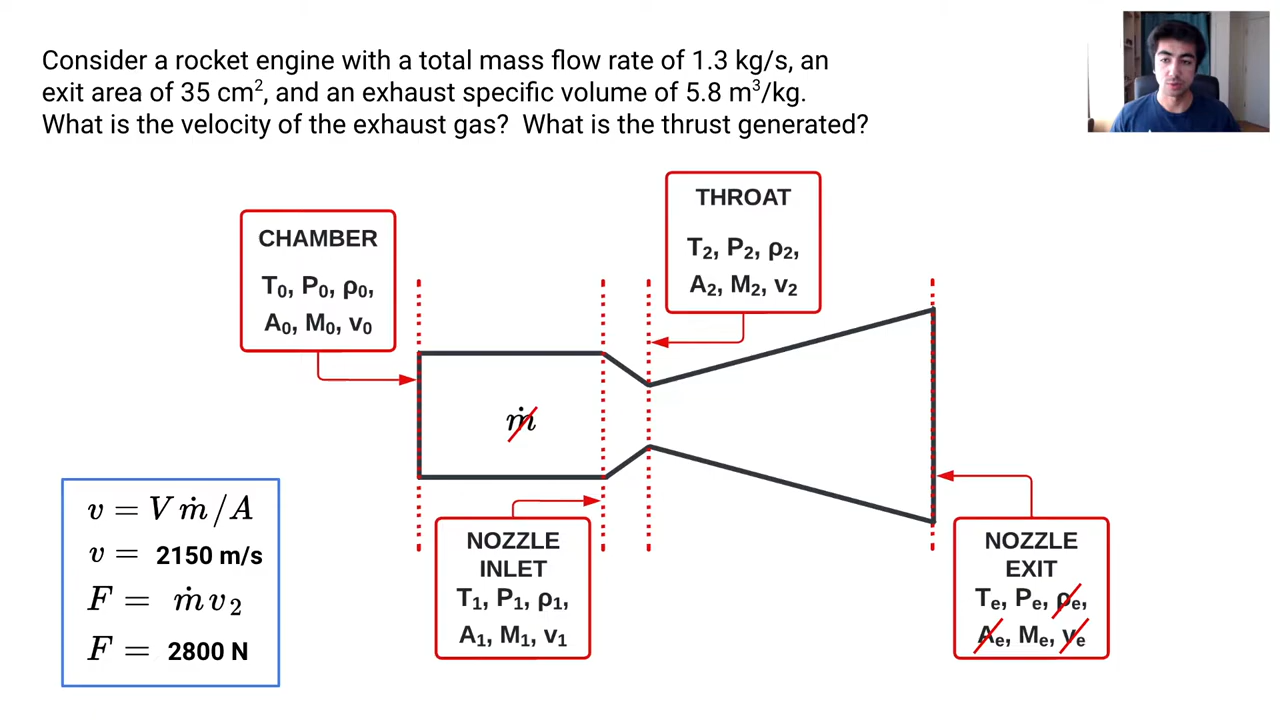 Consider a rocket engine with a total mass flow rate of 1.3 kg/s, an
exit area of 35 cm², and an exhaust specific volume of 5.8 m³/kg.
What is the velocity of the exhaust gas? What is the thrust generated?
THROAT
T₂, P₂, ρ₂,
A₂, M₂, v₂
CHAMBER
T₀, P₀, ρ₀,
A₀, M₀, v₀
ṁ
NOZZLE
INLET
T₁, P₁, ρ₁,
A₁, M₁, v₁
NOZZLE
EXIT
Tₑ, Pₑ, ρₑ,
Aₑ, Mₑ, vₑ
v = V ṁ / A
v = 2150 m/s
F = ṁ v₂
F = 2800 N